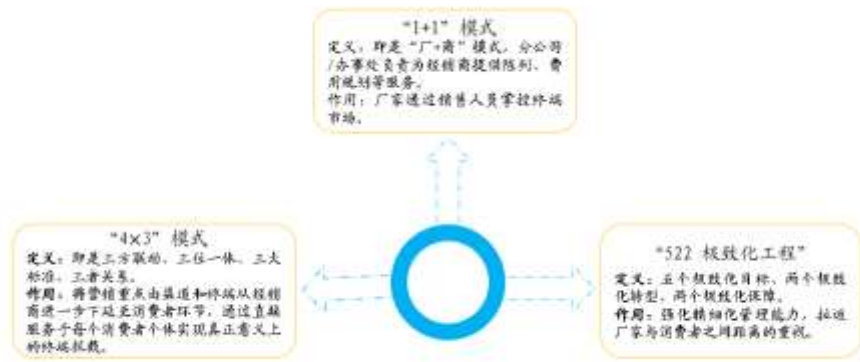 “1+1”模式
定义：即是“厂+商”模式，分公司
/办事处负责为经销商提供陈列、费
用规划等服务。
作用：厂家通过销售人员掌控终端
市场。
“4×3”模式
定义：即是三方联动、三位一体、三大
标准、三者关系。
作用：将营销重点由渠道和终端从经销
商进一步下延至消费者环节，通过直颇
服务于每个消费者个体实现真正意义上
的终端拦截。
“522 极致化工程”
定义：五个极致化目标、两个极致
化转型、两个极致化保障。
作用：强化精细化管理能力，拉近
厂家与消费者之间距离的重视。